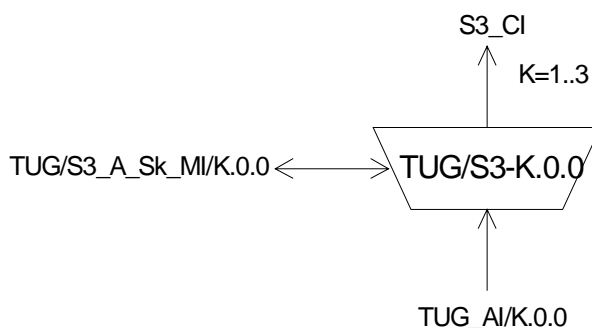 S3_CI
K=1..3
TUG/S3_A_Sk_MI/K.0.0
TUG/S3-K.0.0
TUG_AI/K.0.0